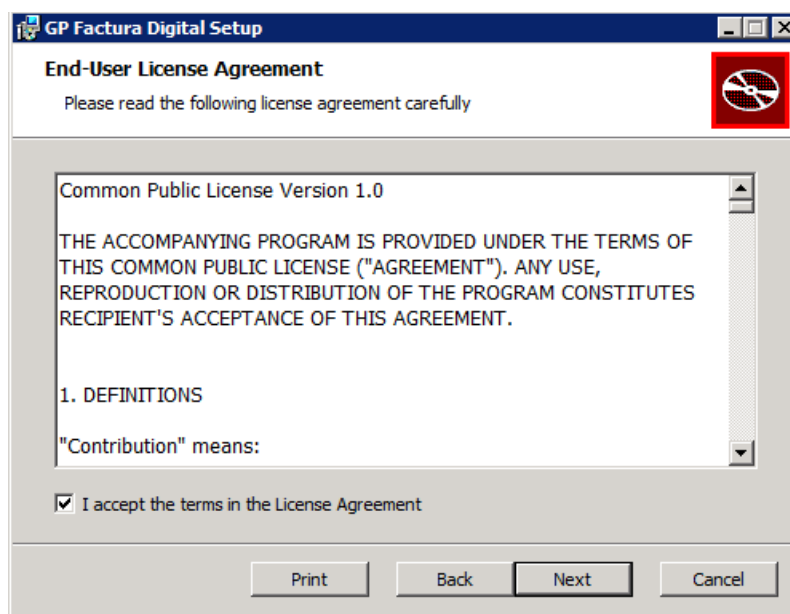 GP Factura Digital Setup
End-User License Agreement
Please read the following license agreement carefully
Common Public License Version 1.0
THE ACCOMPANYING PROGRAM IS PROVIDED UNDER THE TERMS OF
THIS COMMON PUBLIC LICENSE ("AGREEMENT"). ANY USE,
REPRODUCTION OR DISTRIBUTION OF THE PROGRAM CONSTITUTES
RECIPIENT'S ACCEPTANCE OF THIS AGREEMENT.
1. DEFINITIONS
"Contribution" means:
I accept the terms in the License Agreement
Print Back Next Cancel